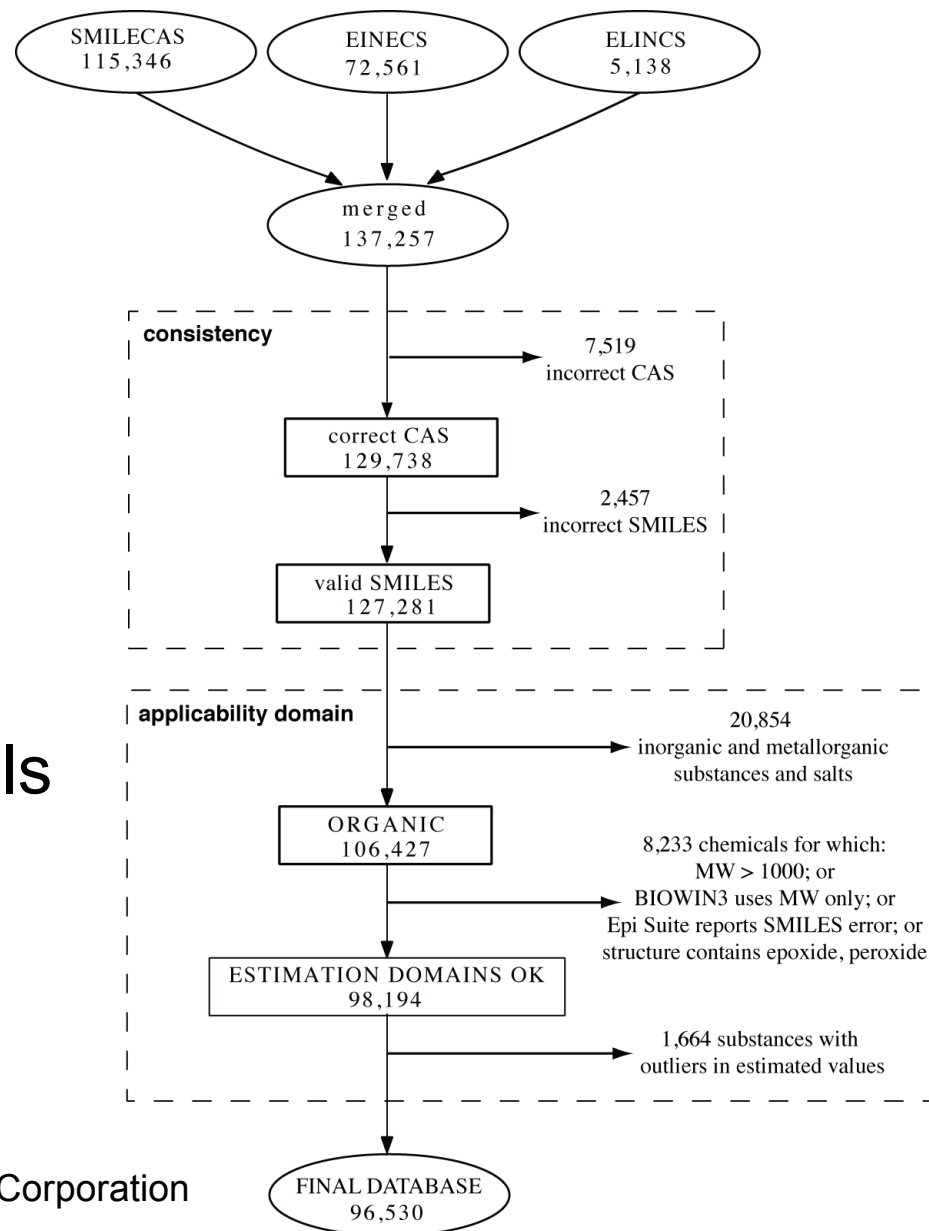 SMILECAS
115,346
EINECS
72,561
ELINCS
5,138
merged
137,257
consistency
7,519
incorrect CAS
correct CAS
129,738
2,457
incorrect SMILES
valid SMILES
127,281
applicability domain
20,854
inorganic and metallorganic
substances and salts
ls
ORGANIC
106,427
8,233 chemicals for which:
MW > 1000; or
BIOWIN3 uses MW only; or
Epi Suite reports SMILES error; or
structure contains epoxide, peroxide
ESTIMATION DOMAINS OK
98,194
1,664 substances with
outliers in estimated values
Corporation
FINAL DATABASE
96,530